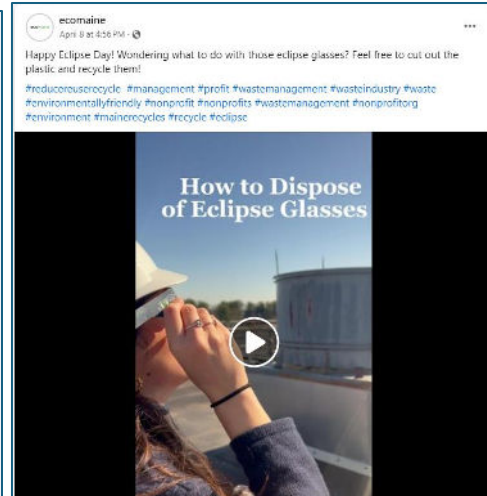 ecomaine
April 8 at 4:56 PM ·
Happy Eclipse Day! Wondering what to do with those eclipse glasses? Feel free to cut out the
plastic and recycle them!
#reducereuserecycle #management #profit #wastemanagement #wasteindustry #waste
#environmentallyfriendly #nonprofit #nonprofits #wastemanagement #nonprofitorg
#environment #mainerecycles #recycle #eclipse
How to Dispose
of Eclipse Glasses